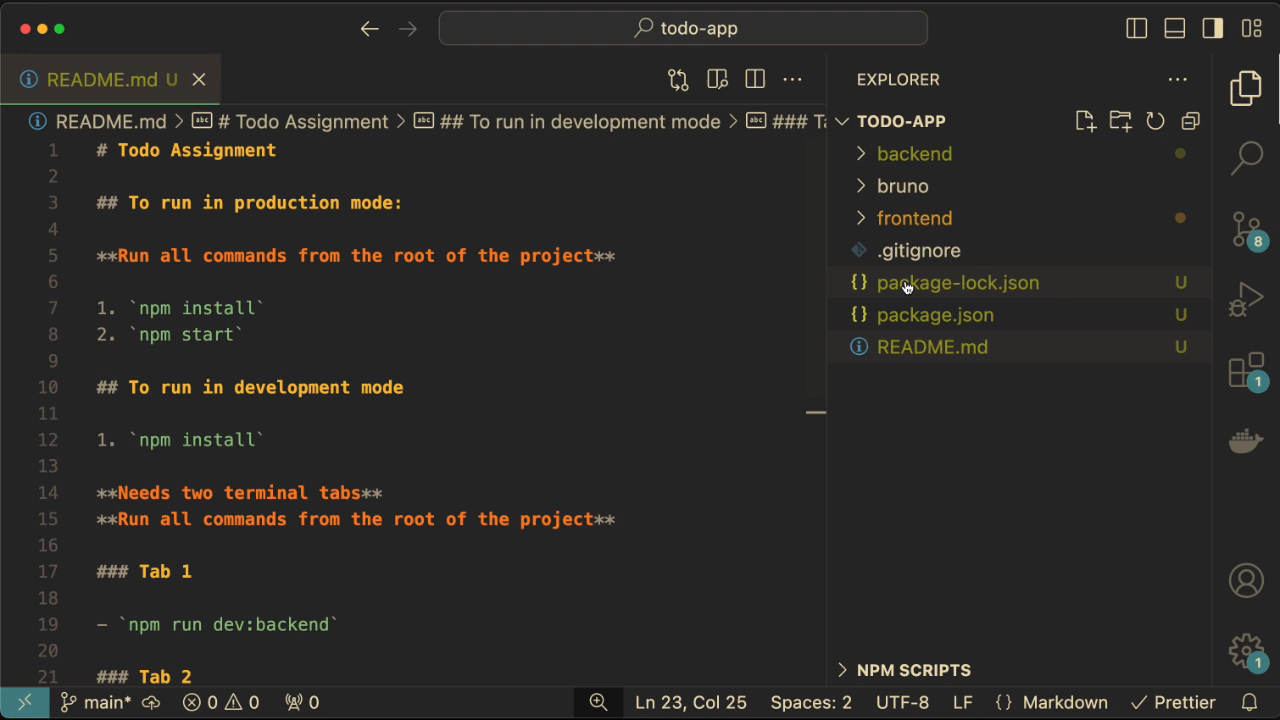 todo-app
README.md U
README.md > # Todo Assignment > ## To run in development mode > ### Ta
1 # Todo Assignment
2
3 ## To run in production mode:
4
5 **Run all commands from the root of the project**
6
7 1. `npm install`
8 2. `npm start`
9
10 ## To run in development mode
11
12 1. `npm install`
13
14 **Needs two terminal tabs**
15 **Run all commands from the root of the project**
16
17 ### Tab 1
18
19 - `npm run dev:backend`
20
21 ### Tab 2
EXPLORER
TODO-APP
backend
bruno
frontend
.gitignore
{} package-lock.json U
{} package.json U
README.md U
NPM SCRIPTS
8
1
1
main* 0 0 0 Ln 23, Col 25 Spaces: 2 UTF-8 LF {} Markdown Prettier